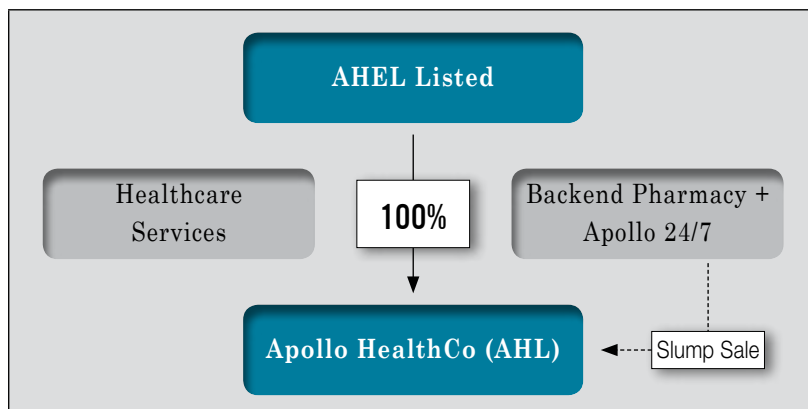 AHEL Listed
Healthcare
Services
100%
Backend Pharmacy +
Apollo 24/7
Apollo HealthCo (AHL)
Slump Sale